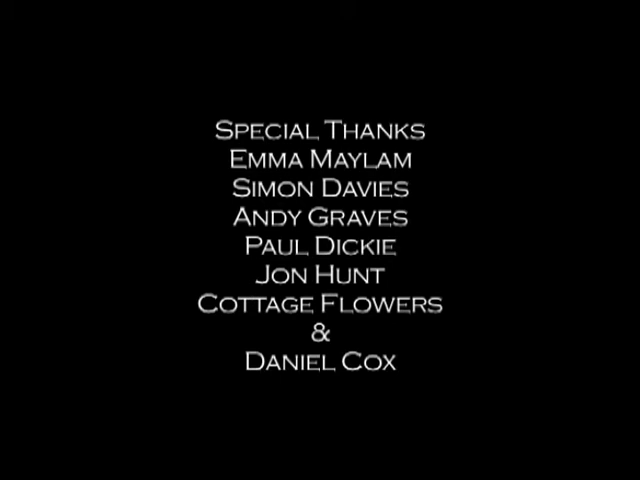 Special Thanks
Emma Maylam
Simon Davies
Andy Graves
Paul Dickie
Jon Hunt
Cottage Flowers
&
Daniel Cox